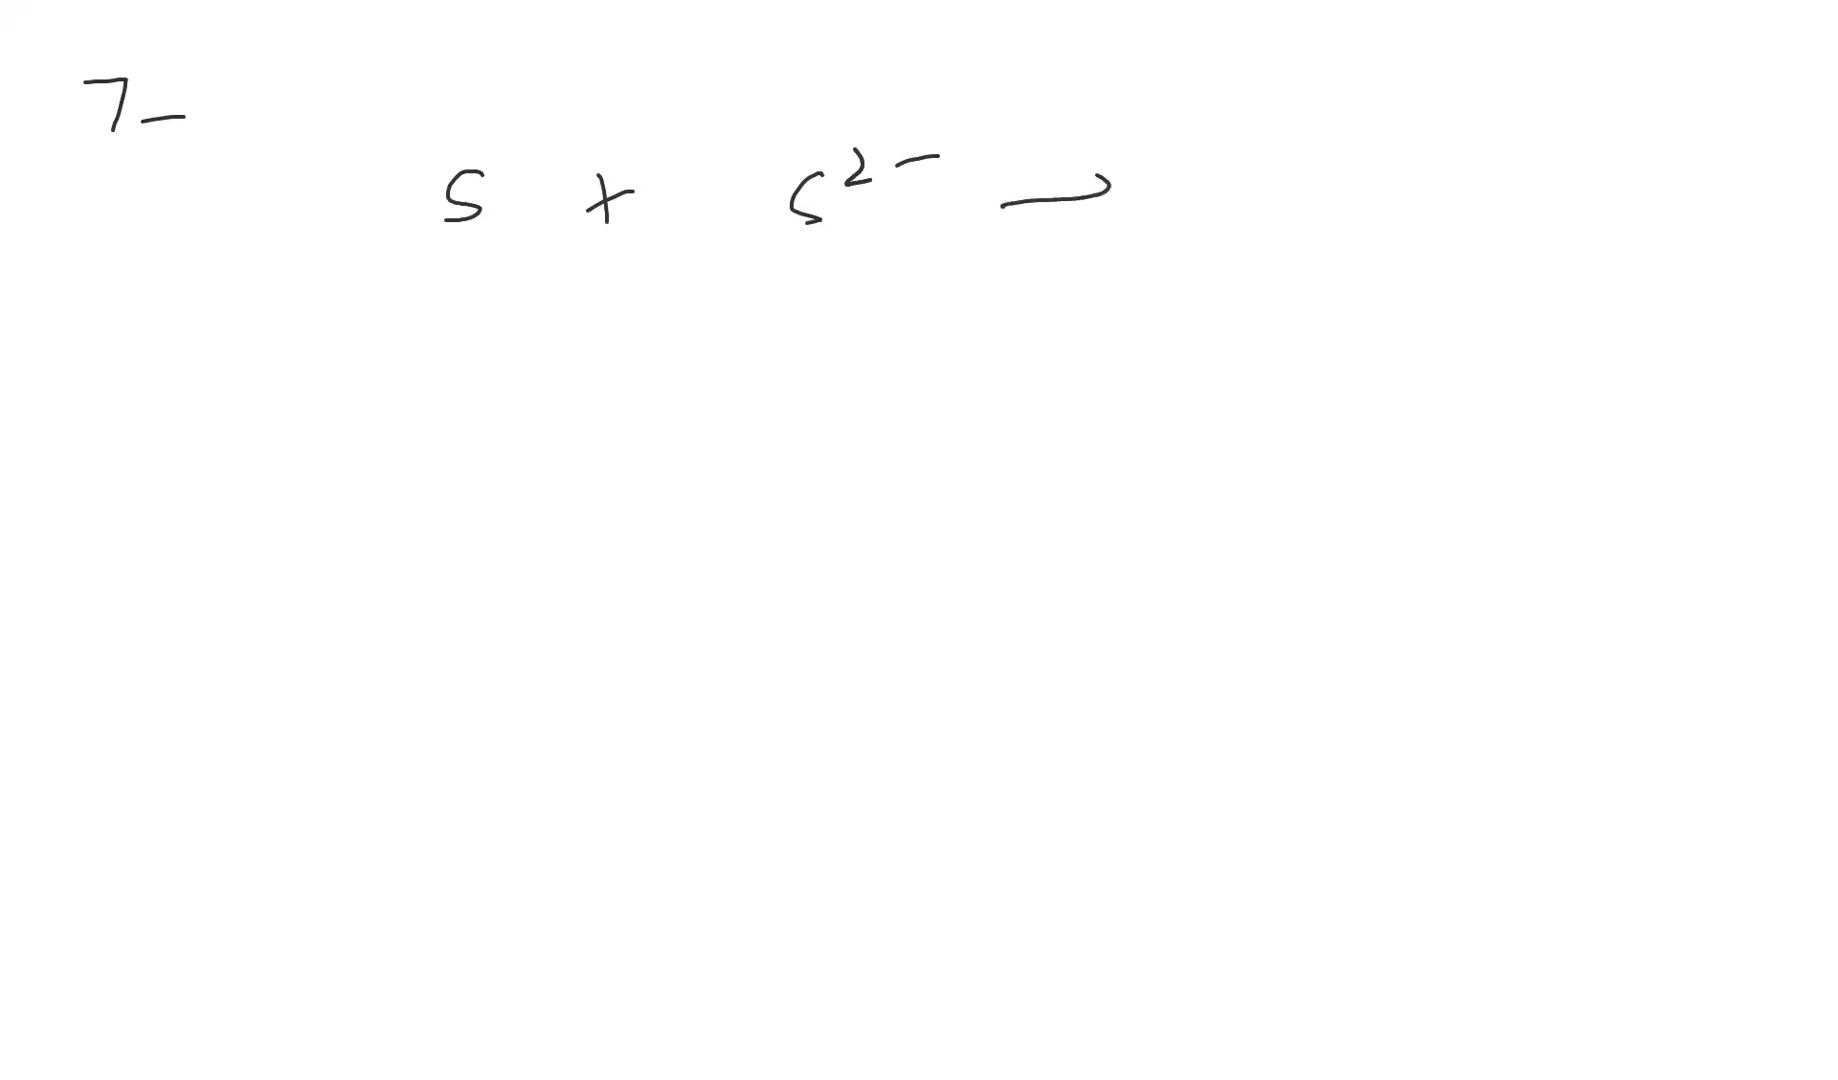 7-
S + S²⁻ →